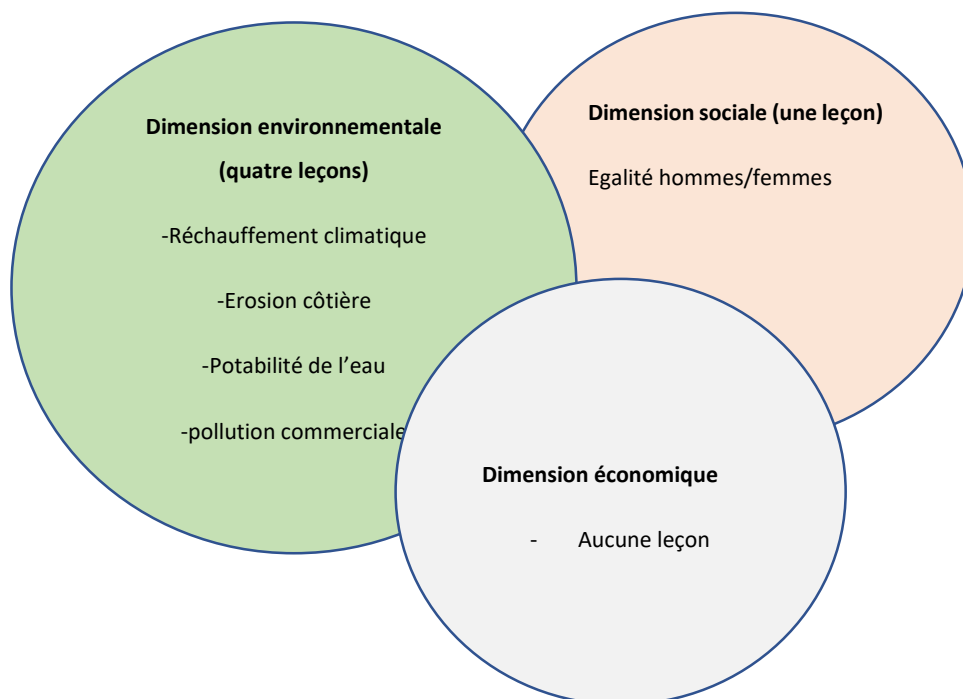 Dimension environnementale
(quatre leçons)
-Réchauffement climatique
-Erosion côtière
-Potabilité de l’eau
-pollution commerciale
Dimension sociale (une leçon)
Egalité hommes/femmes
Dimension économique
- Aucune leçon